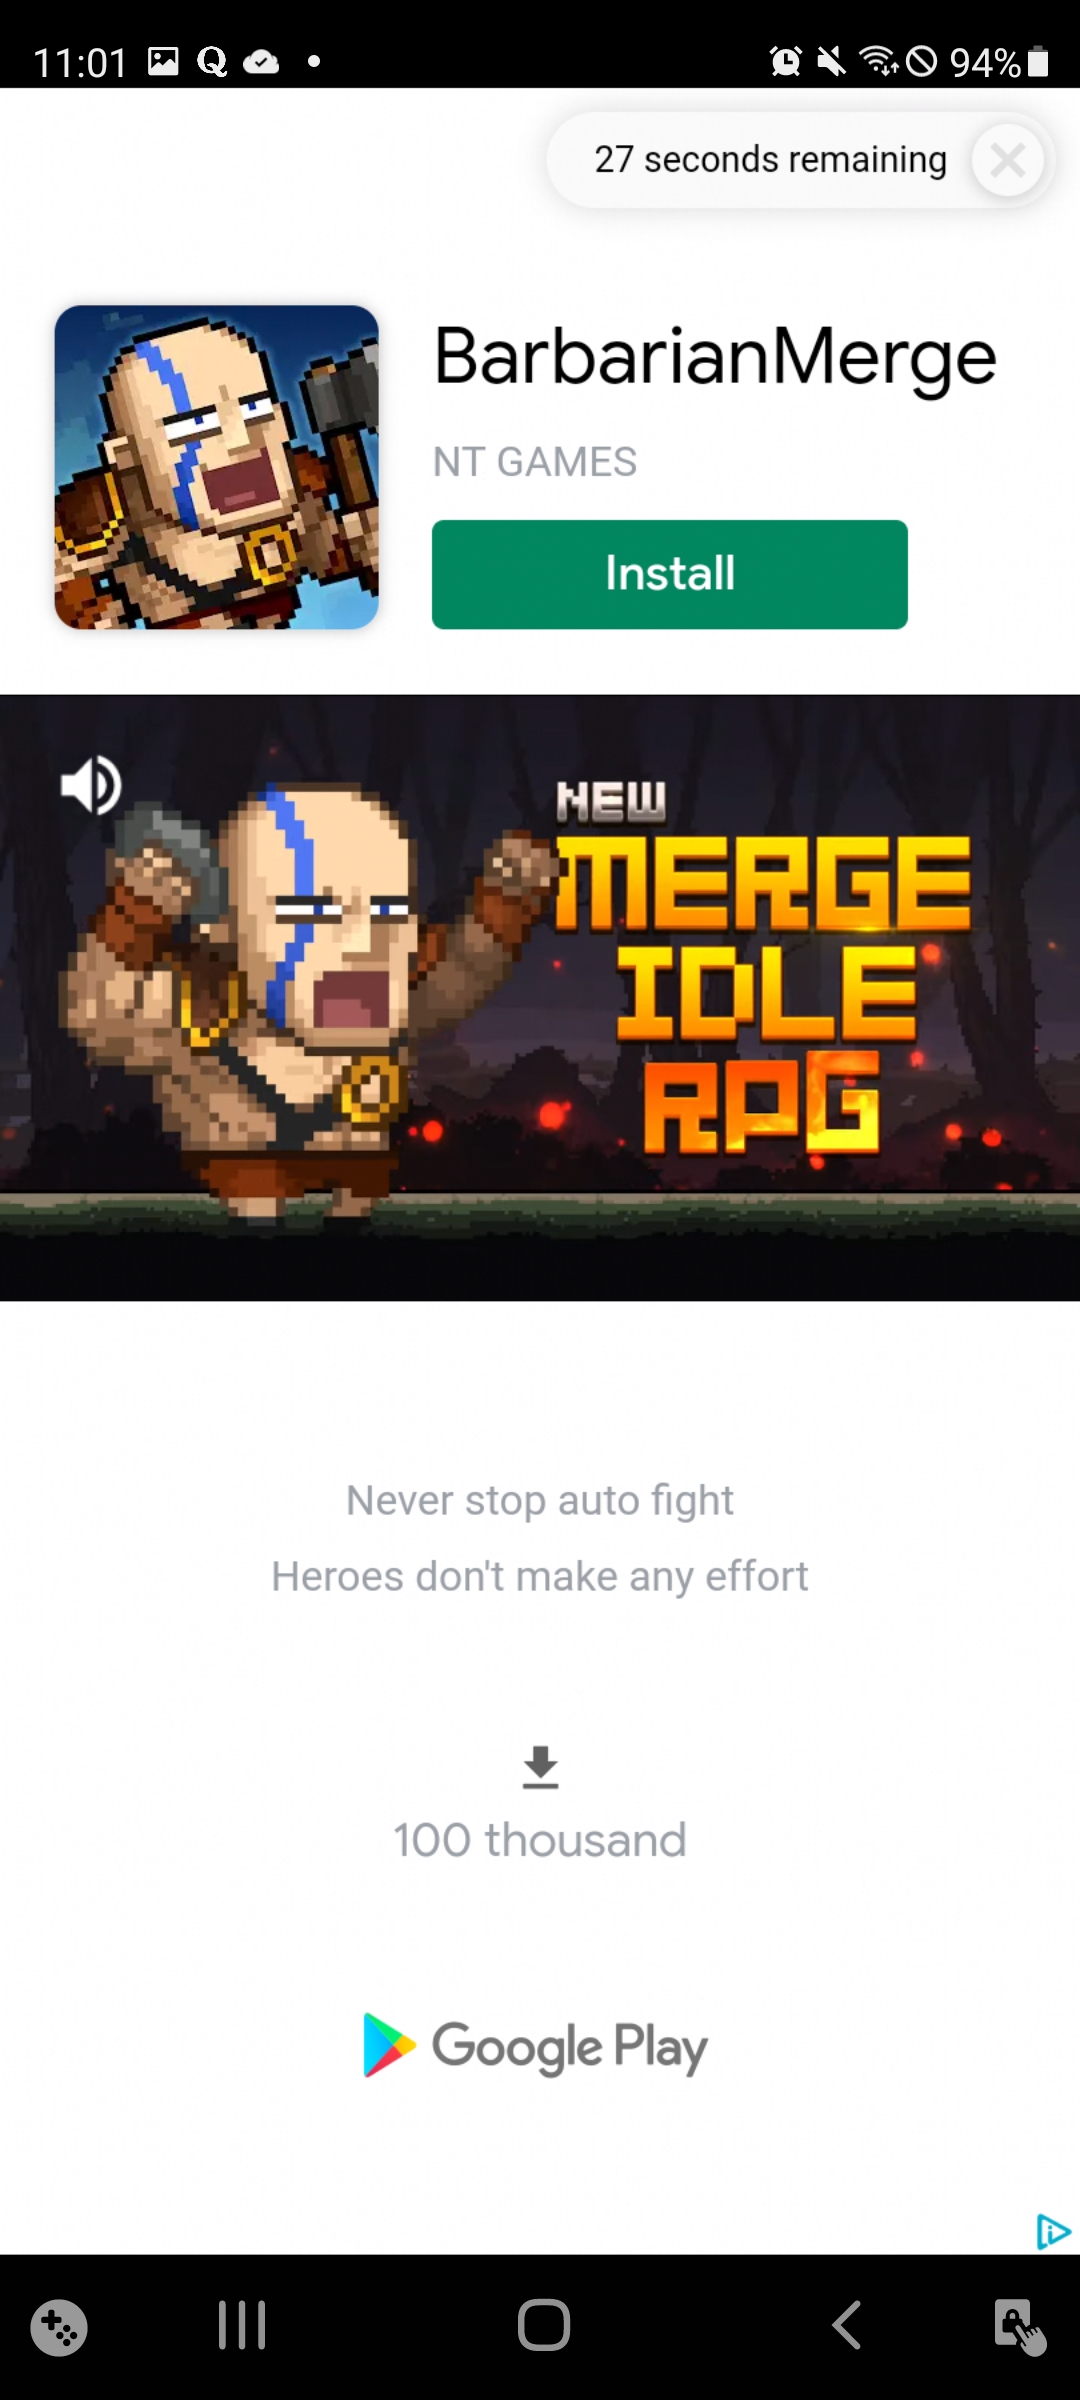 11:01
94%
27 seconds remaining
BarbarianMerge
NT GAMES
Install
NEW
MERGE
IDLE
RPG
Never stop auto fight
Heroes don't make any effort
100 thousand
Google Play